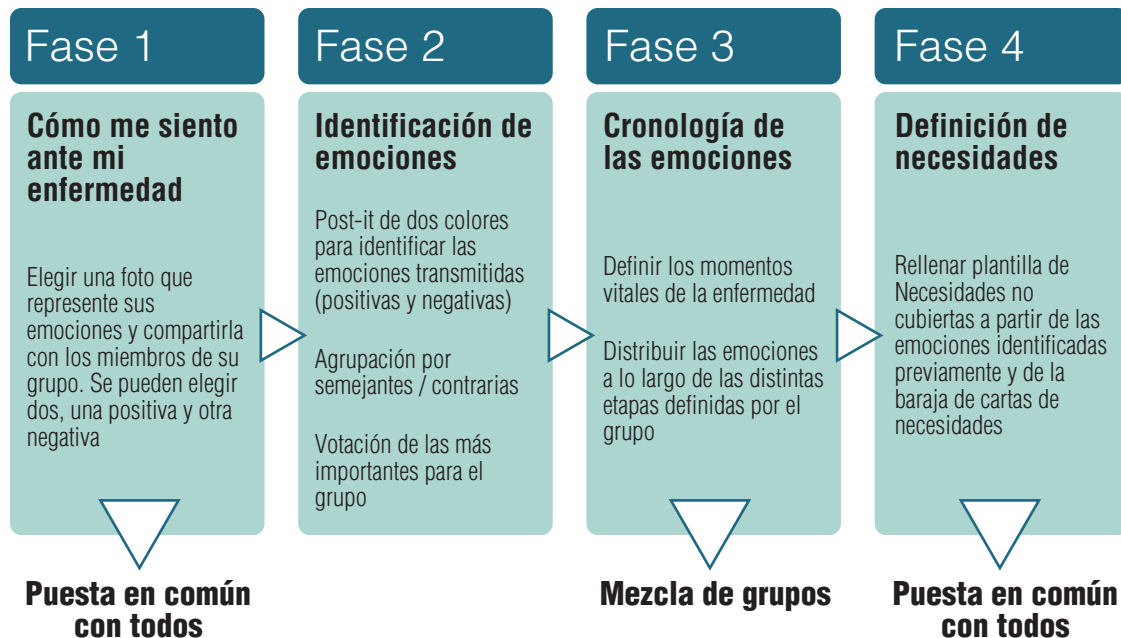 Fase 1
Cómo me siento
ante mi
enfermedad
Elegir una foto que
represente sus
emociones y compartirla
con los miembros de su
grupo. Se pueden elegir
dos, una positiva y otra
negativa
Puesta en común
con todos
Fase 2
Identificación de
emociones
Post-it de dos colores
para identificar las
emociones transmitidas
(positivas y negativas)
Agrupación por
semejantes / contrarias
Votación de las más
importantes para el
grupo
Fase 3
Cronología de
las emociones
Definir los momentos
vitales de la enfermedad
Distribuir las emociones
a lo largo de las distintas
etapas definidas por el
grupo
Mezcla de grupos
Fase 4
Definición de
necesidades
Rellenar plantilla de
Necesidades no
cubiertas a partir de las
emociones identificadas
previamente y de la
baraja de cartas de
necesidades
Puesta en común
con todos